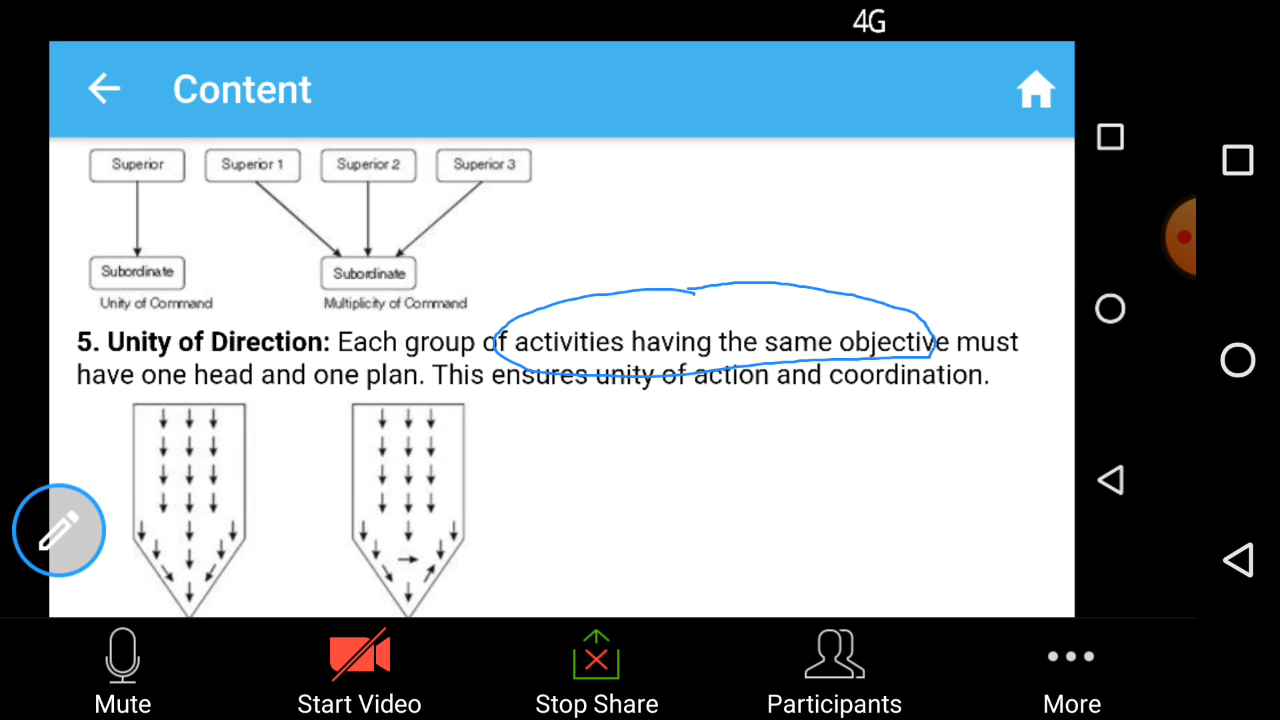 4G
Content
Superior Superior 1 Superior 2 Superior 3
Subordinate Subordinate
Unity of Command Multiplicity of Command
5. Unity of Direction: Each group of activities having the same objective must
have one head and one plan. This ensures unity of action and coordination.
Mute Start Video Stop Share Participants More